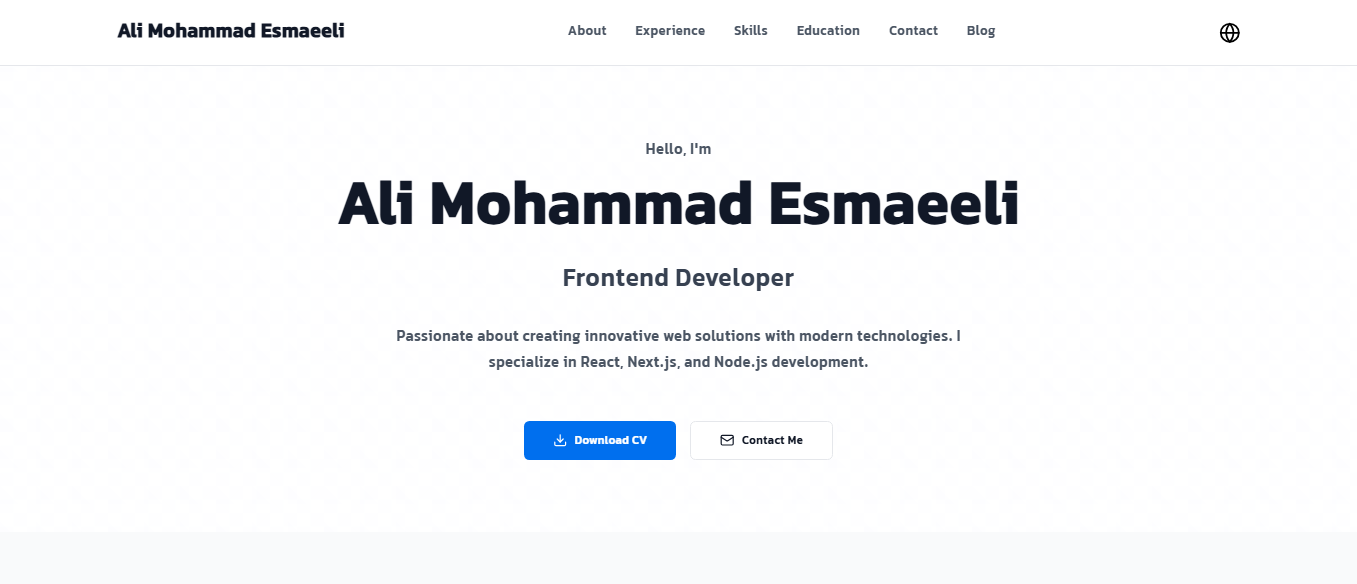 Ali Mohammad Esmaeeli
About
Experience
Skills
Education
Contact
Blog
Hello, I'm
Ali Mohammad Esmaeeli
Frontend Developer
Passionate about creating innovative web solutions with modern technologies. I
specialize in React, Next.js, and Node.js development.
Download CV
Contact Me